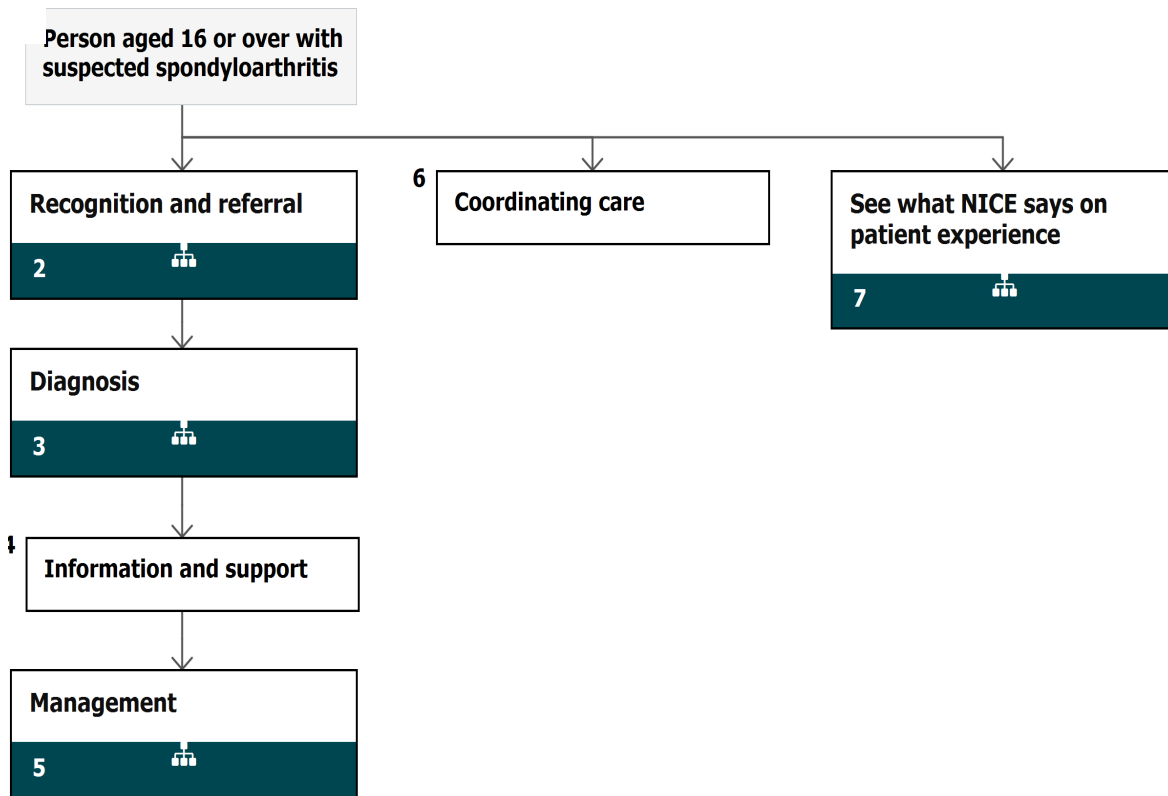 Person aged 16 or over with
suspected spondyloarthritis
Recognition and referral
2
6
Coordinating care
See what NICE says on
patient experience
7
Diagnosis
3
4
Information and support
Management
5